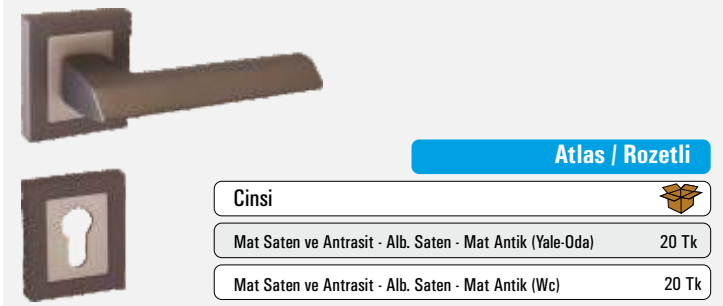 Atlas / Rozetli
Cinsi
Mat Saten ve Antrasit - Alb. Saten - Mat Antik (Yale-Oda) 20 Tk
Mat Saten ve Antrasit - Alb. Saten - Mat Antik (Wc) 20 Tk